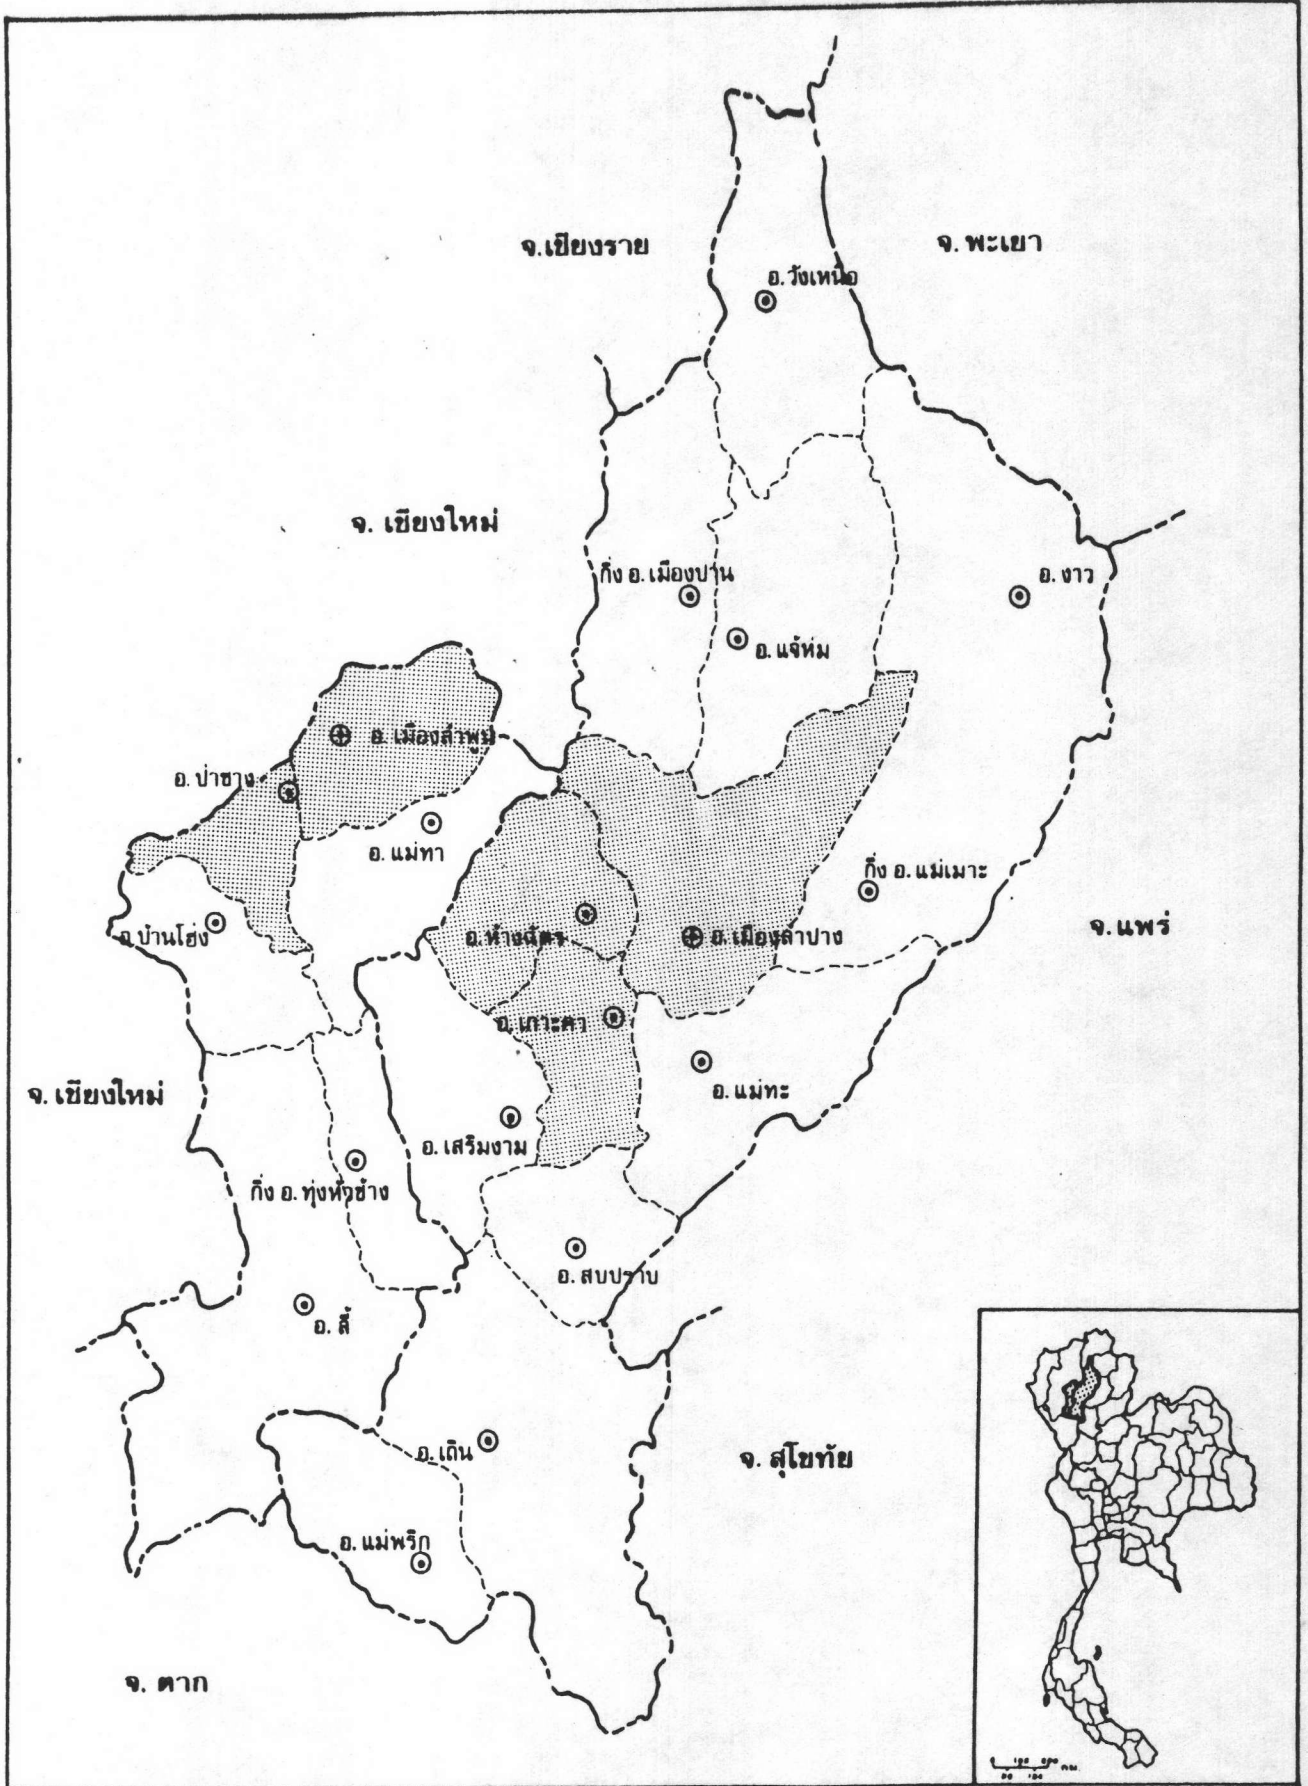 จ.เชียงราย
จ. พะเยา
อ.วังเหนือ
จ. เชียงใหม่
กิ่ง อ. เมืองปาน
อ. งาว
อ. แจ้ห่ม
อ. เมืองลำพูน
อ. ป่าซาง
อ. แม่ทา
กิ่ง อ. แม่เมาะ
อ.บ้านโฮ่ง
อ.ห้างฉัตร
อ. เมืองลำปาง
จ.แพร่
อ. เกาะคา
จ. เชียงใหม่
อ. แม่ทะ
อ. เสริมงาม
กิ่ง อ. ทุ่งหัวช้าง
อ. สบปราบ
อ. ลี้
อ. เถิน
จ. สุโขทัย
อ. แม่พริก
จ. ตาก
0 100 200 กม.
50 150